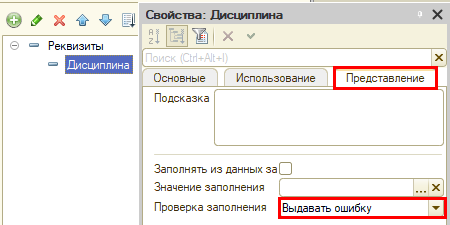 Свойства: Дисциплина
Реквизиты
Дисциплина
Поиск (Ctrl+Alt+I)
Основные
Использование
Представление
Подсказка
Заполнять из данных за
Значение заполнения
...
Проверка заполнения
Выдавать ошибку